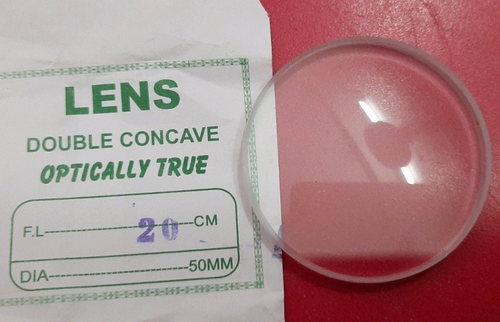 LENS
DOUBLE CONCAVE
OPTICALLY TRUE
F.L--------------------20--------CM
DIA--------------------------------50MM